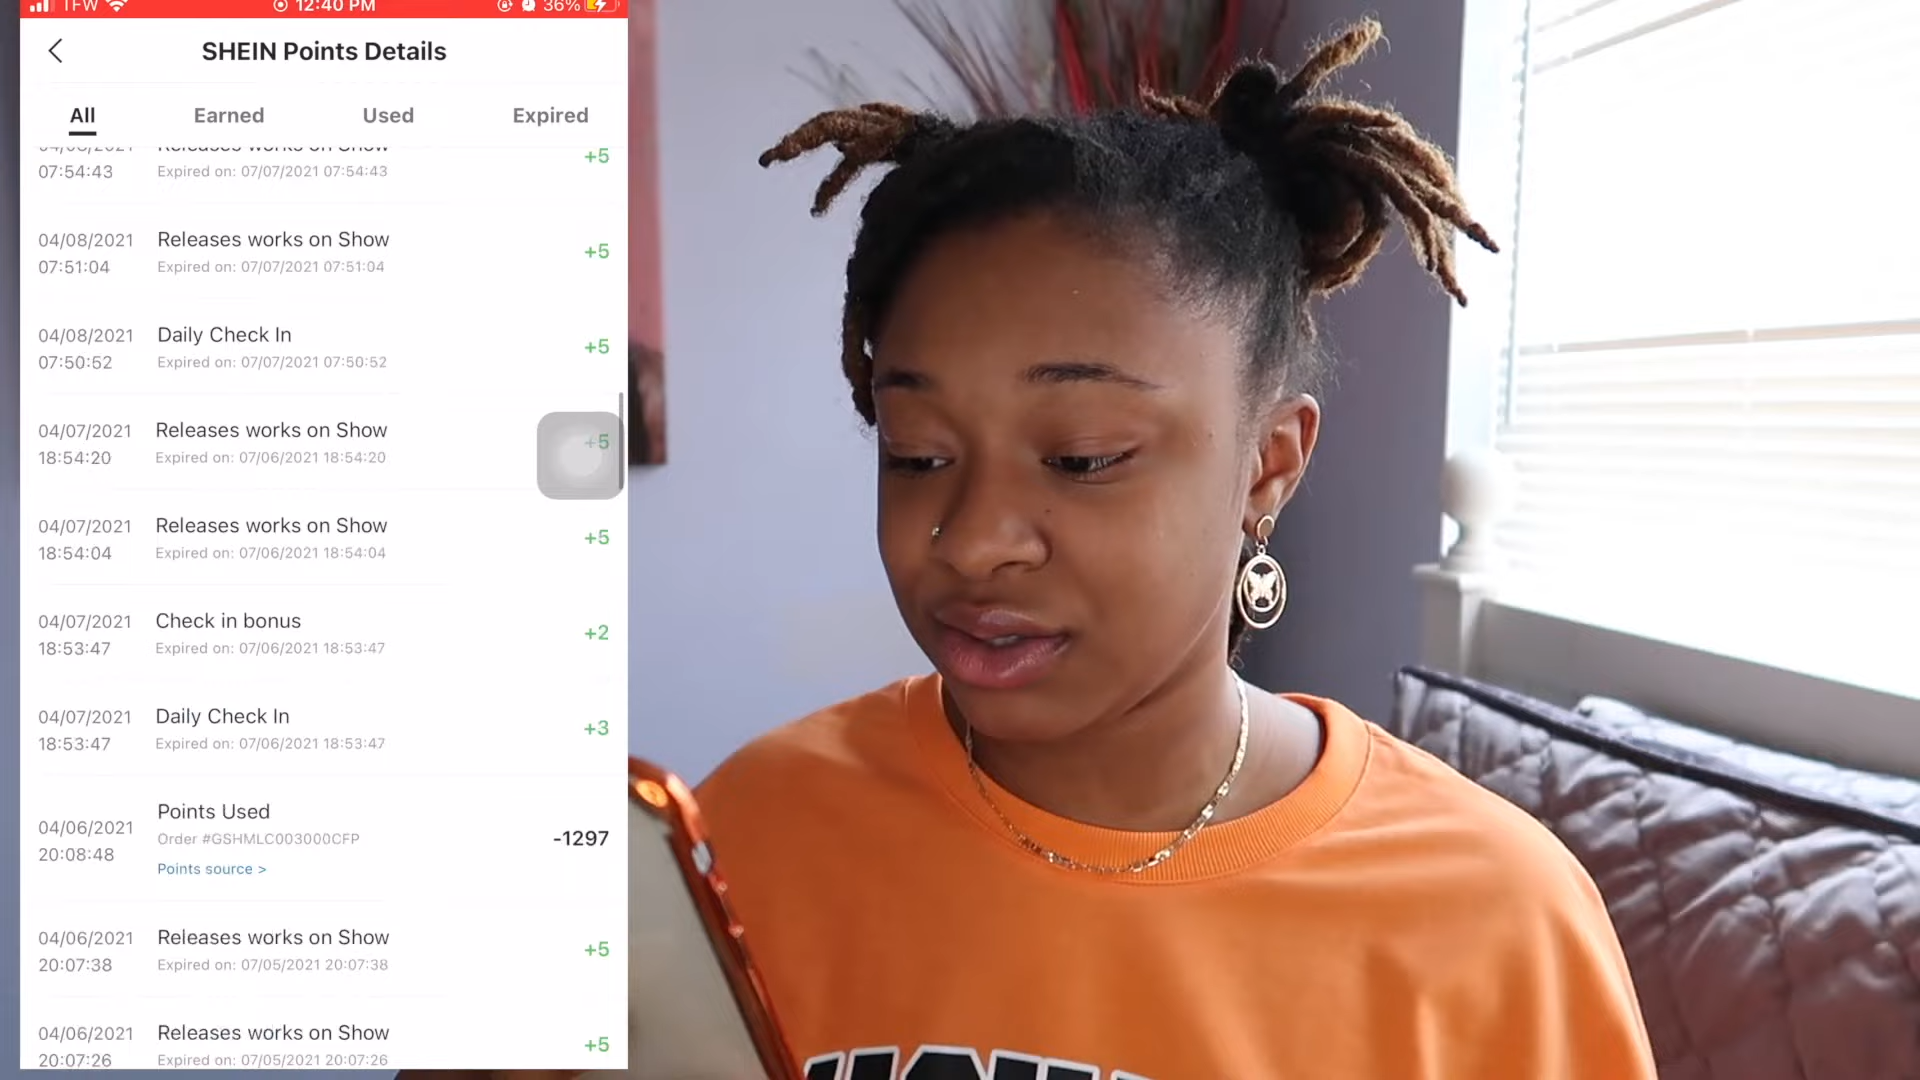 TFW 12:40 PM 36%
SHEIN Points Details
All Earned Used Expired
Releases works on Show
07:54:43 Expired on: 07/07/2021 07:54:43 +5
04/08/2021 Releases works on Show
07:51:04 Expired on: 07/07/2021 07:51:04 +5
04/08/2021 Daily Check In
07:50:52 Expired on: 07/07/2021 07:50:52 +5
04/07/2021 Releases works on Show
18:54:20 Expired on: 07/06/2021 18:54:20 +5
04/07/2021 Releases works on Show
18:54:04 Expired on: 07/06/2021 18:54:04 +5
04/07/2021 Check in bonus
18:53:47 Expired on: 07/06/2021 18:53:47 +2
04/07/2021 Daily Check In
18:53:47 Expired on: 07/06/2021 18:53:47 +3
Points Used
04/06/2021 Order #GSHMLC003000CFP -1297
20:08:48
Points source >
04/06/2021 Releases works on Show
20:07:38 Expired on: 07/05/2021 20:07:38 +5
04/06/2021 Releases works on Show
20:07:26 Expired on: 07/05/2021 20:07:26 +5